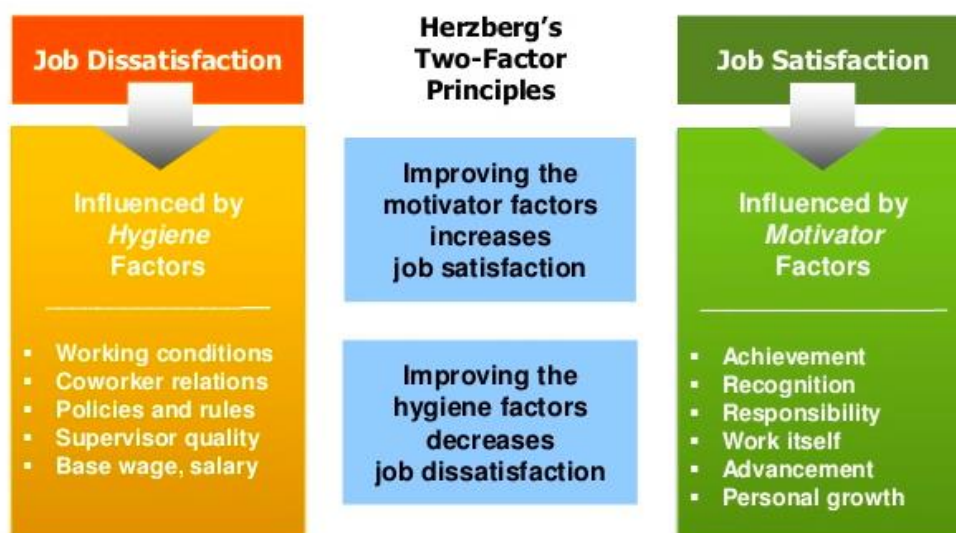 Job Dissatisfaction
Influenced by
Hygiene
Factors
▪ Working conditions
▪ Coworker relations
▪ Policies and rules
▪ Supervisor quality
▪ Base wage, salary
Herzberg's
Two-Factor
Principles
Improving the
motivator factors
increases
job satisfaction
Improving the
hygiene factors
decreases
job dissatisfaction
Job Satisfaction
Influenced by
Motivator
Factors
▪ Achievement
▪ Recognition
▪ Responsibility
▪ Work itself
▪ Advancement
▪ Personal growth